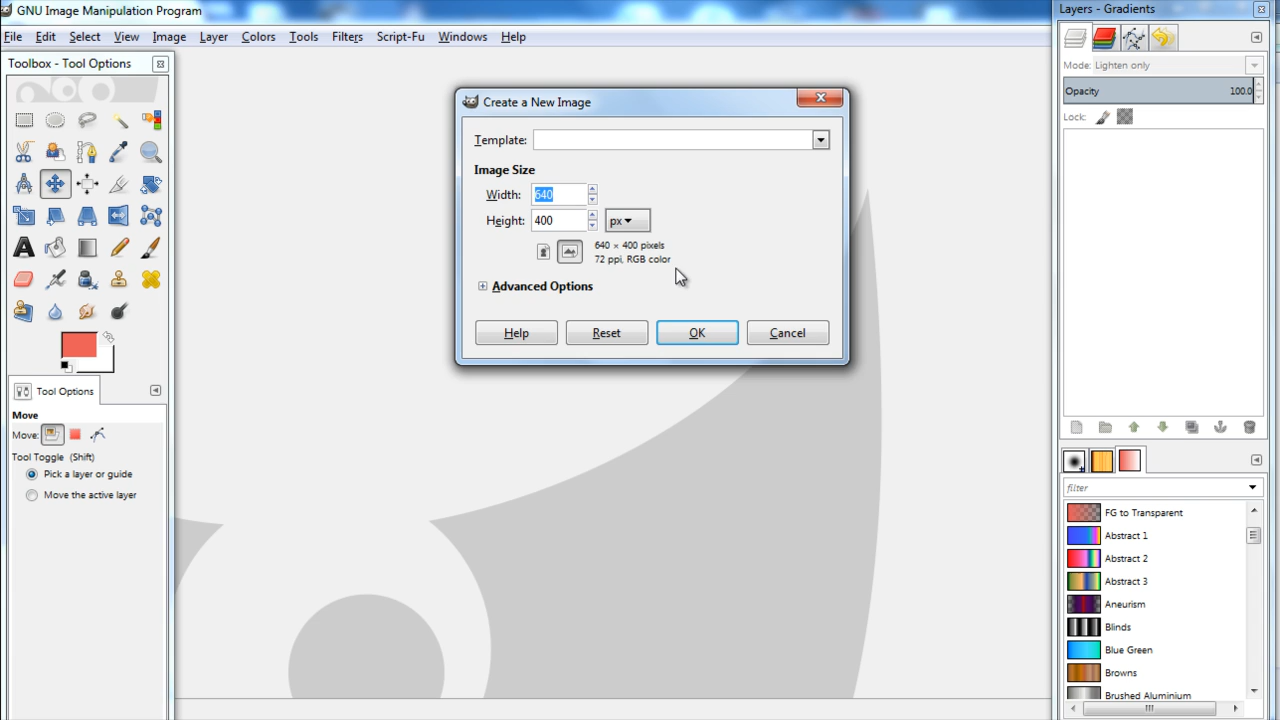 GNU Image Manipulation Program
File Edit Select View Image Layer Colors Tools Filters Script-Fu Windows Help
Toolbox - Tool Options
Tool Options
Move
Move:
Tool Toggle (Shift)
Pick a layer or guide
Move the active layer
Create a New Image
Template:
Image Size
Width: 640
Height: 400 px
640 × 400 pixels
72 ppi, RGB color
Advanced Options
Help Reset OK Cancel
Layers - Gradients
Mode: Lighten only
Opacity 100.0
Lock:
filter
FG to Transparent
Abstract 1
Abstract 2
Abstract 3
Aneurism
Blinds
Blue Green
Browns
Brushed Aluminium